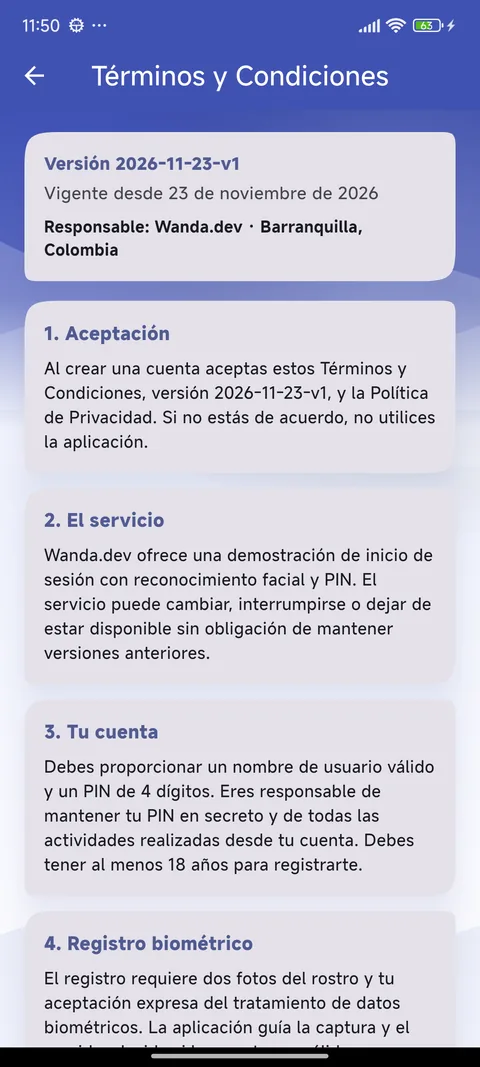 11:50
63
Términos y Condiciones
Versión 2026-11-23-v1
Vigente desde 23 de noviembre de 2026
Responsable: Wanda.dev · Barranquilla,
Colombia
1. Aceptación
Al crear una cuenta aceptas estos Términos y
Condiciones, versión 2026-11-23-v1, y la Política
de Privacidad. Si no estás de acuerdo, no utilices
la aplicación.
2. El servicio
Wanda.dev ofrece una demostración de inicio de
sesión con reconocimiento facial y PIN. El
servicio puede cambiar, interrumpirse o dejar de
estar disponible sin obligación de mantener
versiones anteriores.
3. Tu cuenta
Debes proporcionar un nombre de usuario válido
y un PIN de 4 dígitos. Eres responsable de
mantener tu PIN en secreto y de todas las
actividades realizadas desde tu cuenta. Debes
tener al menos 18 años para registrarte.
4. Registro biométrico
El registro requiere dos fotos del rostro y tu
aceptación expresa del tratamiento de datos
biométricos. La aplicación guía la captura y el